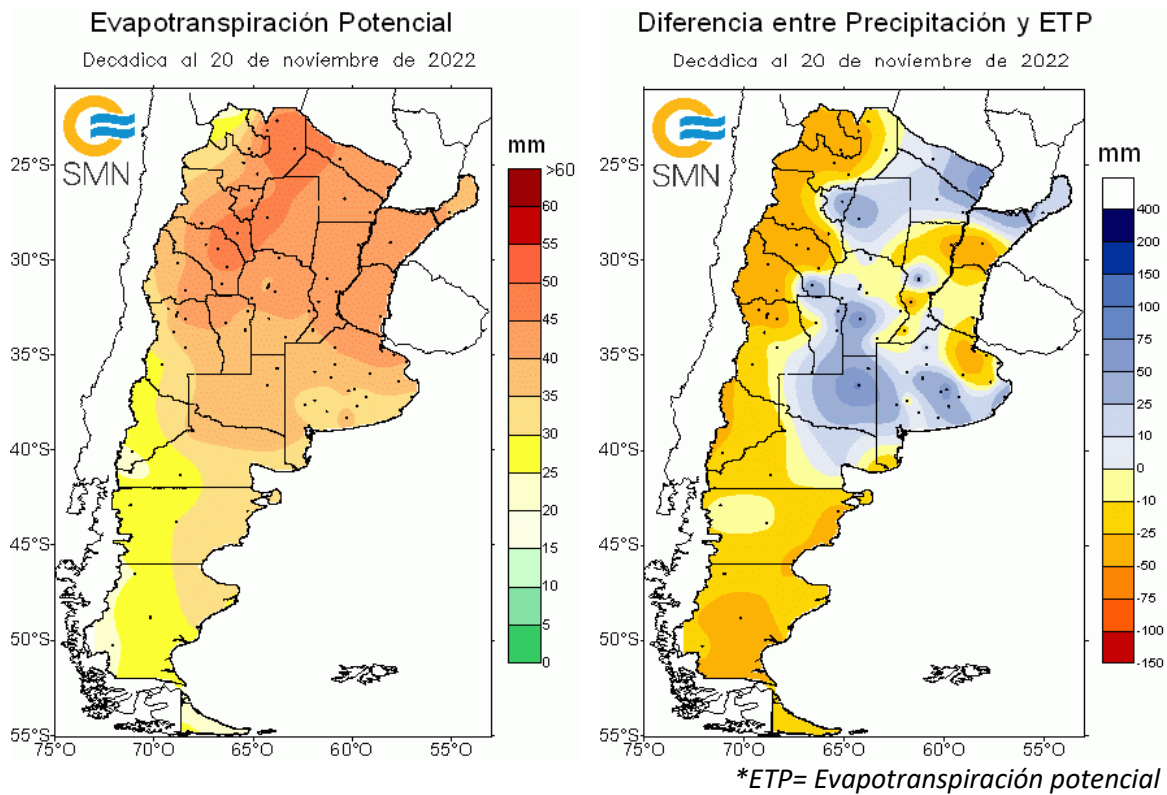 Evapotranspiración Potencial
Decádica al 20 de noviembre de 2022
SMN
mm
>60
60
55
50
45
40
35
30
25
20
15
10
5
0
25°S
30°S
35°S
40°S
45°S
50°S
55°S
75°O
70°O
65°O
60°O
55°O
Diferencia entre Precipitación y ETP
Decádica al 20 de noviembre de 2022
SMN
mm
400
200
150
100
75
50
25
10
0
-10
-25
-50
-75
-100
-150
25°S
30°S
35°S
40°S
45°S
50°S
55°S
75°O
70°O
65°O
60°O
55°O
*ETP= Evapotranspiración potencial